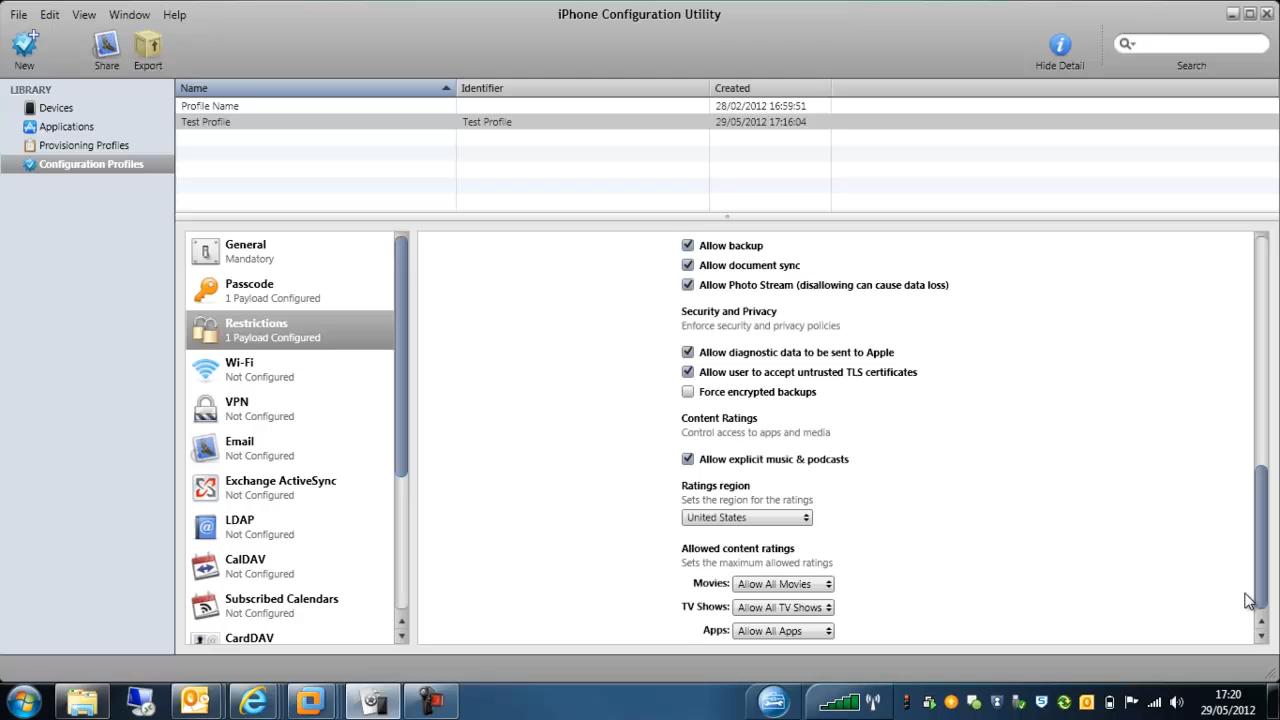 File Edit View Window Help
iPhone Configuration Utility
New
Share
Export
Hide Detail
Search
LIBRARY
Devices
Applications
Provisioning Profiles
Configuration Profiles
Name Identifier Created
Profile Name 28/02/2012 16:59:51
Test Profile Test Profile 29/05/2012 17:16:04
General
Mandatory
Passcode
1 Payload Configured
Restrictions
1 Payload Configured
Wi-Fi
Not Configured
VPN
Not Configured
Email
Not Configured
Exchange ActiveSync
Not Configured
LDAP
Not Configured
CalDAV
Not Configured
Subscribed Calendars
Not Configured
CardDAV
Allow backup
Allow document sync
Allow Photo Stream (disallowing can cause data loss)
Security and Privacy
Enforce security and privacy policies
Allow diagnostic data to be sent to Apple
Allow user to accept untrusted TLS certificates
Force encrypted backups
Content Ratings
Control access to apps and media
Allow explicit music & podcasts
Ratings region
Sets the region for the ratings
United States
Allowed content ratings
Sets the maximum allowed ratings
Movies: Allow All Movies
TV Shows: Allow All TV Shows
Apps: Allow All Apps
17:20
29/05/2012